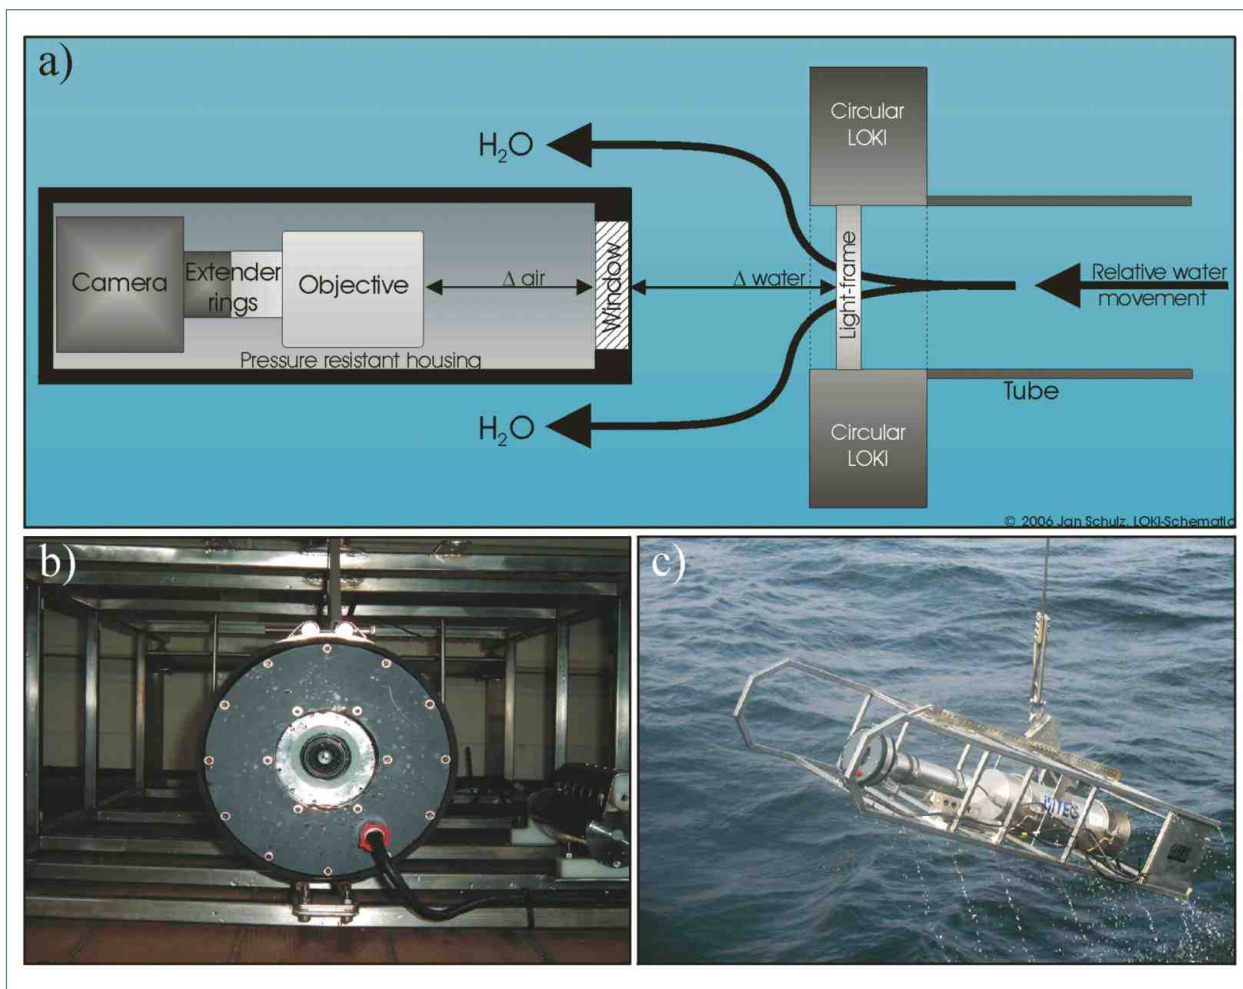 a)
Circular
LOKI
H₂O
Camera
Extender
rings
Objective
Δ air
Window
Δ water
Light-frame
Relative water
movement
Pressure resistant housing
Tube
H₂O
Circular
LOKI
© 2006 Jan Schulz, LOKI-Schematic
b)
c)